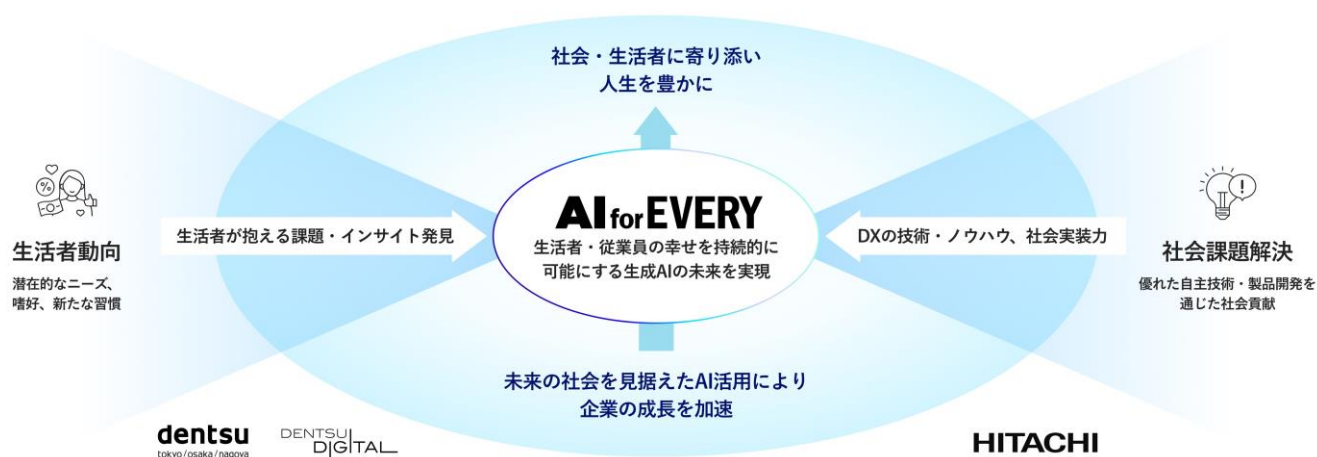 社会・生活者に寄り添い
人生を豊かに
%
生活者動向
潜在的なニーズ、
嗜好、新たな習慣
生活者が抱える課題・インサイト発見
AI for EVERY
生活者・従業員の幸せを持続的に
可能にする生成AIの未来を実現
DXの技術・ノウハウ、社会実装力
!
社会課題解決
優れた自主技術・製品開発を
通じた社会貢献
未来の社会を見据えたAI活用により
企業の成長を加速
dentsu
tokyo/osaka/nagoya
DENTSU
DIGITAL
HITACHI